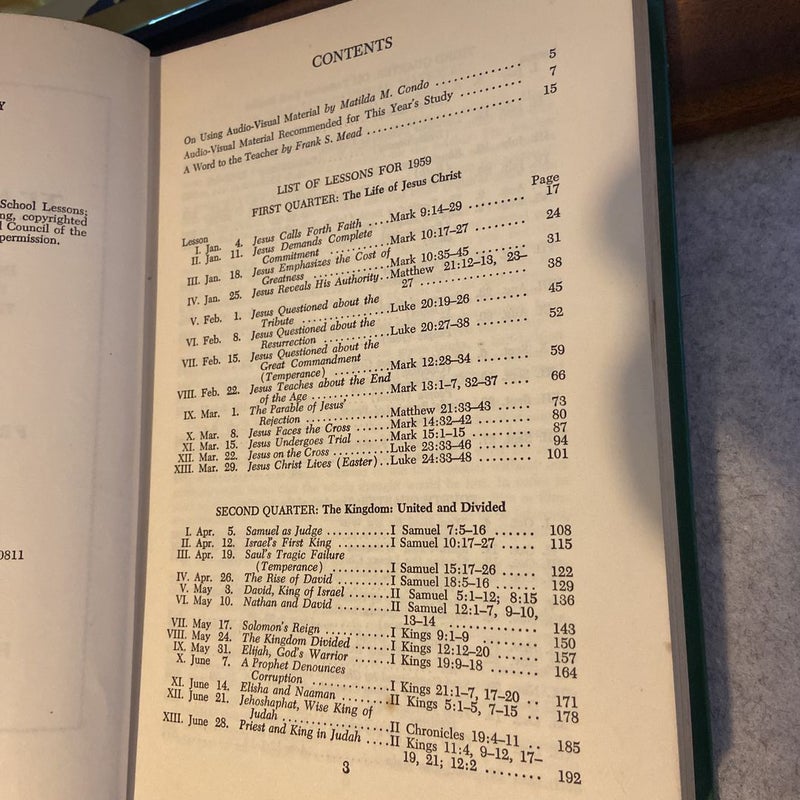 Y
School Lessons;
ng, copyrighted
l Council of the
permission.
0811
CONTENTS
On Using Audio-Visual Material by Matilda M. Condo .............. 5
Audio-Visual Material Recommended for This Year's Study .......... 7
A Word to the Teacher by Frank S. Mead ........................ 15
LIST OF LESSONS FOR 1959
FIRST QUARTER: The Life of Jesus Christ
Lesson Page
I. Jan. 4. Jesus Calls Forth Faith ....Mark 9:14–29 ......... 17
II. Jan. 11. Jesus Demands Complete
Commitment ..........Mark 10:17–27 ........ 24
III. Jan. 18. Jesus Emphasizes the Cost of
Greatness ............Mark 10:35–45 ........ 31
IV. Jan. 25. Jesus Reveals His Authority..Matthew 21:12–13, 23–
27 ................ 38
V. Feb. 1. Jesus Questioned about the
Tribute ..............Luke 20:19–26 ........ 45
VI. Feb. 8. Jesus Questioned about the
Resurrection ..........Luke 20:27–38 ........ 52
VII. Feb. 15. Jesus Questioned about the
Great Commandment
(Temperance) ..........Mark 12:28–34 ........ 59
VIII. Feb. 22. Jesus Teaches about the End
of the Age ............Mark 13:1–7, 32–37 .... 66
IX. Mar. 1. The Parable of Jesus'
Rejection ..............Matthew 21:33–43 ..... 73
X. Mar. 8. Jesus Faces the Cross ......Mark 14:32–42 ........ 80
XI. Mar. 15. Jesus Undergoes Trial ......Mark 15:1–15 ......... 87
XII. Mar. 22. Jesus on the Cross ..........Luke 23:33–46 ........ 94
XIII. Mar. 29. Jesus Christ Lives (Easter)..Luke 24:33–48 ........ 101
SECOND QUARTER: The Kingdom: United and Divided
I. Apr. 5. Samuel as Judge ...........I Samuel 7:5–16 ...... 108
II. Apr. 12. Israel's First King .........I Samuel 10:17–27 ..... 115
III. Apr. 19. Saul's Tragic Failure
(Temperance) ..........I Samuel 15:17–26 ..... 122
IV. Apr. 26. The Rise of David .........I Samuel 18:5–16 ...... 129
V. May 3. David, King of Israel .......II Samuel 5:1–12; 8:15 136
VI. May 10. Nathan and David .........II Samuel 12:1–7, 9–10,
13–14 ............. 143
VII. May 17. Solomon's Reign ...........I Kings 9:1–9 ........ 150
VIII. May 24. The Kingdom Divided ......I Kings 12:12–20 ...... 157
IX. May 31. Elijah, God's Warrior ......I Kings 19:9–18 ....... 164
X. June 7. A Prophet Denounces
Corruption .............I Kings 21:1–7, 17–20 .. 171
XI. June 14. Elisha and Naaman ........II Kings 5:1–5, 7–15 .. 178
XII. June 21. Jehoshaphat, Wise King of
Judah .................II Chronicles 19:4–11 .. 185
XIII. June 28. Priest and King in Judah ....II Kings 11:4, 9–12, 17–
19, 21; 12:2 ........ 192
3